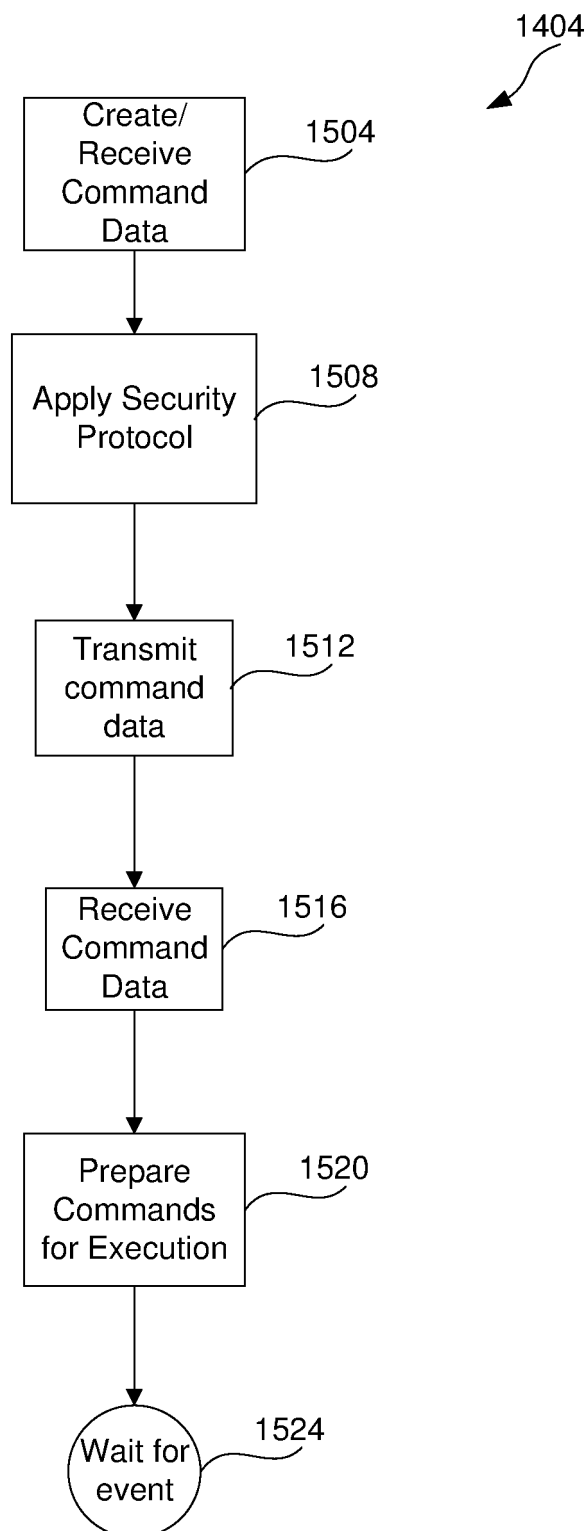 1404
Create/
Receive
Command
Data
1504
Apply Security
Protocol
1508
Transmit
command
data
1512
Receive
Command
Data
1516
Prepare
Commands
for Execution
1520
Wait for
event
1524